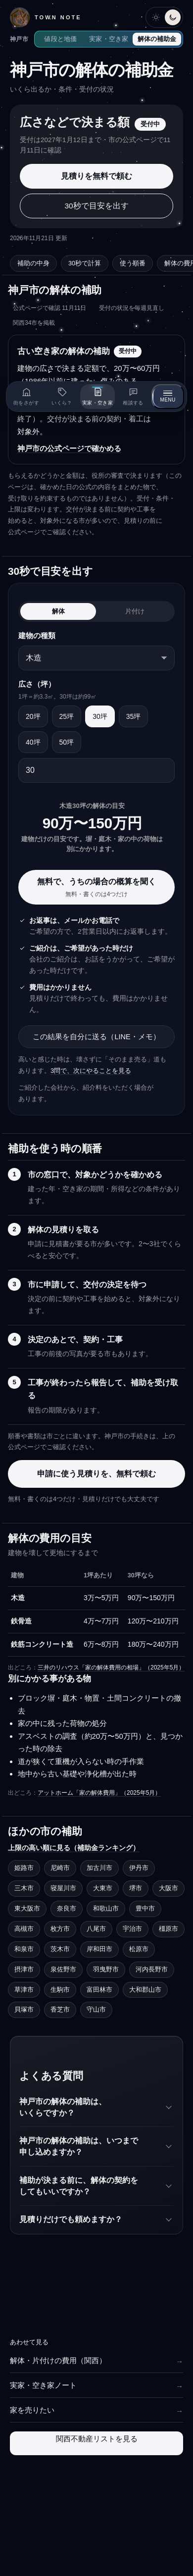 TOWN NOTE
神戸市
値段と地価
実家・空き家
解体の補助金
神戸市の解体の補助金
いくら出るか・条件・受付の状況
広さなどで決まる額 受付中
受付は2027年1月12日まで・市の公式ページで11
月11日に確認
見積りを無料で頼む
30秒で目安を出す
2026年11月21日 更新
補助の中身
30秒で計算
使う順番
解体の費用
神戸市の解体の補助
公式ページで確認 11月11日
受付の状況を毎週見直し
関西34市を掲載
古い空き家の解体の補助 受付中
建物の広さで決まる定額で、20万〜60万円
街をさがす
いくら？
実家・空き家
相談する
MENU
終了）。交付が決まる前の契約・着工は
対象外。
神戸市の公式ページで確かめる
もらえるかどうかと金額は、役所の審査で決まります（この
ページは、確かめた日の公式の内容をまとめた物で、
受け取りを約束するものではありません）。受付・条件・
上限は変わります。交付が決まる前に契約や工事を
始めると、対象外になる市が多いので、見積りの前に
公式ページでご確認ください。
30秒で目安を出す
解体
片付け
建物の種類
木造
広さ（坪）
1坪＝約3.3㎡。30坪は約99㎡
20坪
25坪
30坪
35坪
40坪
50坪
30
木造30坪の解体の目安
90万〜150万円
建物だけの目安です。塀・庭木・家の中の荷物は
別にかかります。
無料で、うちの場合の概算を聞く
無料・書くのは4つだけ
✓ お返事は、メールかお電話で
ご希望の方で、2営業日以内にお返事します。
✓ ご紹介は、ご希望があった時だけ
会社のご紹介は、お話をうかがって、ご希望が
あった時だけです。
✓ 費用はかかりません
見積りだけで終わっても、費用はかかりませ
ん。
この結果を自分に送る（LINE・メモ）
高いと感じた時は、壊さずに「そのまま売る」道も
あります。3問で、次にやることを見る
ご紹介した会社から、紹介料をいただく場合が
あります。
補助を使う時の順番
1 市の窓口で、対象かどうかを確かめる
建った年・空き家の期間・所得などの条件があり
ます。
2 解体の見積りを取る
申請に見積書が要る市が多いです。2〜3社でくら
べると安心です。
3 市に申請して、交付の決定を待つ
決定の前に契約や工事を始めると、対象外になり
ます。
4 決定のあとで、契約・工事
工事の前後の写真が要る市もあります。
5 工事が終わったら報告して、補助を受け取
る
報告の期限があります。
順番や書類は市ごとに違います。神戸市の手続きは、上の
公式ページでご確認ください。
申請に使う見積りを、無料で頼む
無料・書くのは4つだけ・見積りだけでも大丈夫です
解体の費用の目安
建物を壊して更地にするまで
建物 1坪あたり 30坪なら
木造 3万〜5万円 90万〜150万円
鉄骨造 4万〜7万円 120万〜210万円
鉄筋コンクリート造 6万〜8万円 180万〜240万円
出どころ：三井のリハウス「家の解体費用の相場」（2025年5月）
別にかかる事がある物
• ブロック塀・庭木・物置・土間コンクリートの撤
去
• 家の中に残った荷物の処分
• アスベストの調査（約20万〜50万円）と、見つか
った時の除去
• 道が狭くて重機が入らない時の手作業
• 地中から古い基礎や浄化槽が出た時
出どころ：アットホーム「家の解体費用」（2025年5月）
ほかの市の補助
上限の高い順に見る（補助金ランキング）
姫路市
尼崎市
加古川市
伊丹市
三木市
寝屋川市
大東市
堺市
大阪市
東大阪市
奈良市
和歌山市
豊中市
高槻市
枚方市
八尾市
宇治市
橿原市
和泉市
茨木市
岸和田市
松原市
摂津市
泉佐野市
羽曳野市
河内長野市
草津市
生駒市
富田林市
大和郡山市
貝塚市
香芝市
守山市
よくある質問
神戸市の解体の補助は、
いくらですか？
神戸市の解体の補助は、いつまで
申し込めますか？
補助が決まる前に、解体の契約を
してもいいですか？
見積りだけでも頼めますか？
あわせて見る
解体・片付けの費用（関西） →
実家・空き家ノート →
家を売りたい →
関西不動産リストを見る